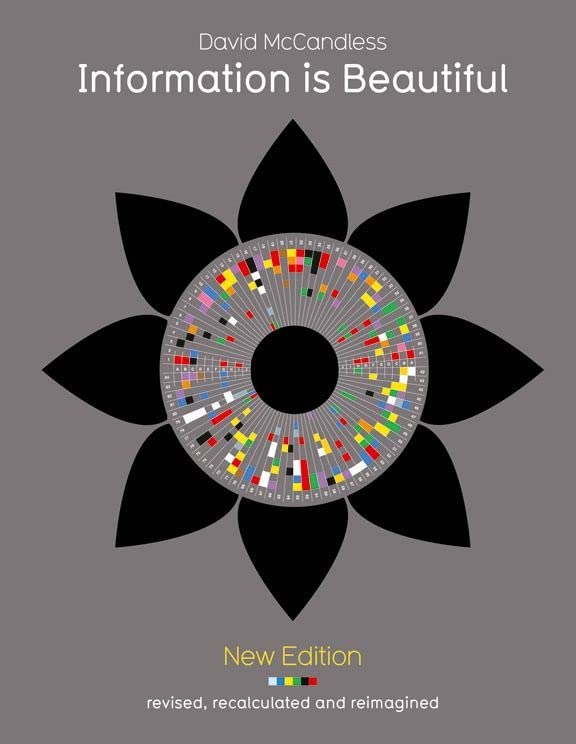 David McCandless
Information is Beautiful
New Edition
revised, recalculated and reimagined